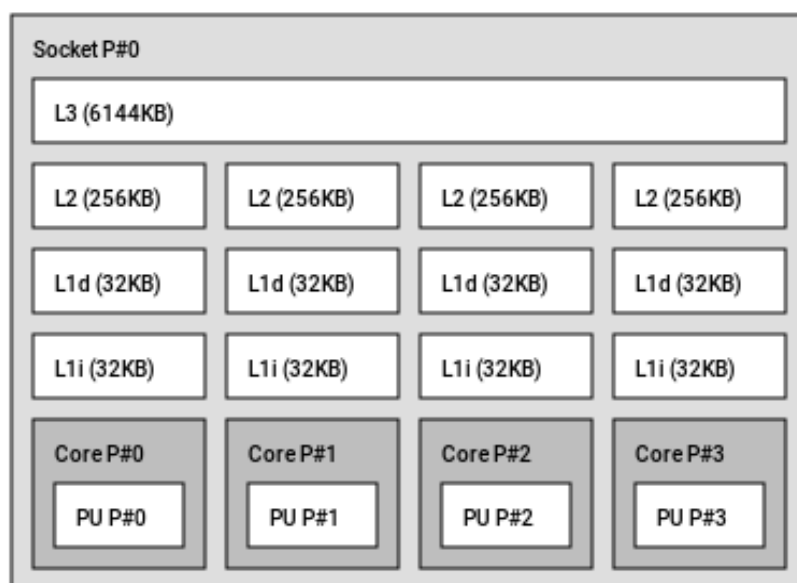 Socket P#0
L3 (6144KB)
L2 (256KB) L2 (256KB) L2 (256KB) L2 (256KB)
L1d (32KB) L1d (32KB) L1d (32KB) L1d (32KB)
L1i (32KB) L1i (32KB) L1i (32KB) L1i (32KB)
Core P#0 Core P#1 Core P#2 Core P#3
PU P#0 PU P#1 PU P#2 PU P#3